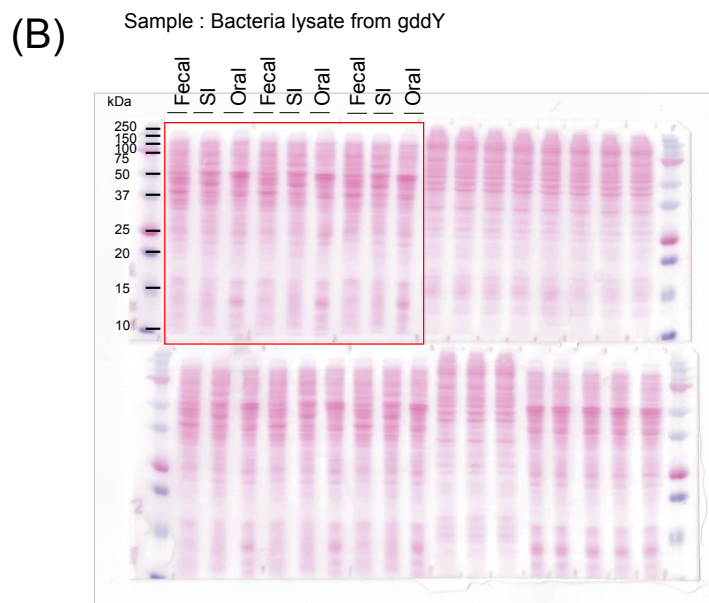 (B)
Sample : Bacteria lysate from gddY
Fecal
SI
Oral
Fecal
SI
Oral
Fecal
SI
Oral
kDa
250
150
100
75
50
37
25
20
15
10